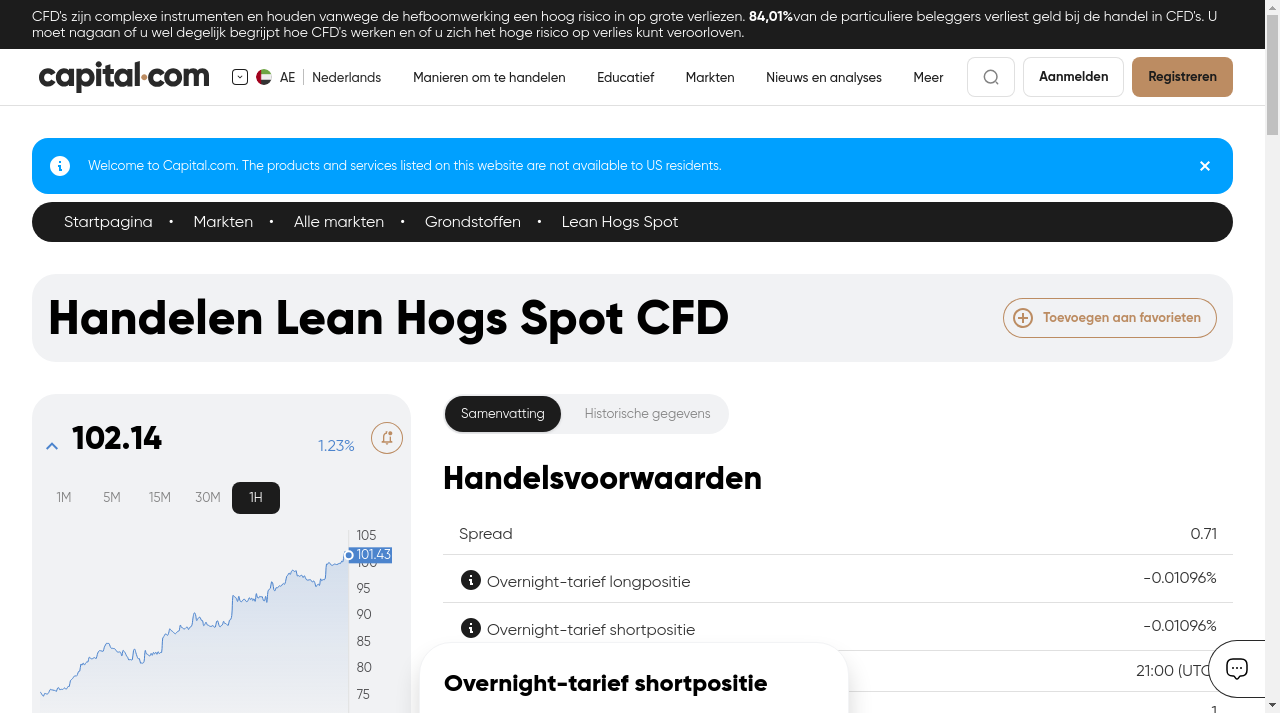 CFD's zijn complexe instrumenten en houden vanwege de hefboomwerking een hoog risico in op grote verliezen. 84,01%van de particuliere beleggers verliest geld bij de handel in CFD's. U
moet nagaan of u wel degelijk begrijpt hoe CFD's werken en of u zich het hoge risico op verlies kunt veroorloven.
capital.com
AE
Nederlands
Manieren om te handelen
Educatief
Markten
Nieuws en analyses
Meer
Aanmelden
Registreren
Welcome to Capital.com. The products and services listed on this website are not available to US residents.
Startpagina • Markten • Alle markten • Grondstoffen • Lean Hogs Spot
Handelen Lean Hogs Spot CFD
Toevoegen aan favorieten
102.14
1.23%
1M 5M 15M 30M 1H
105
101.43
100
95
90
85
80
75
Samenvatting
Historische gegevens
Handelsvoorwaarden
Spread 0.71
Overnight-tarief longpositie -0.01096%
Overnight-tarief shortpositie -0.01096%
21:00 (UTC
1
Overnight-tarief shortpositie